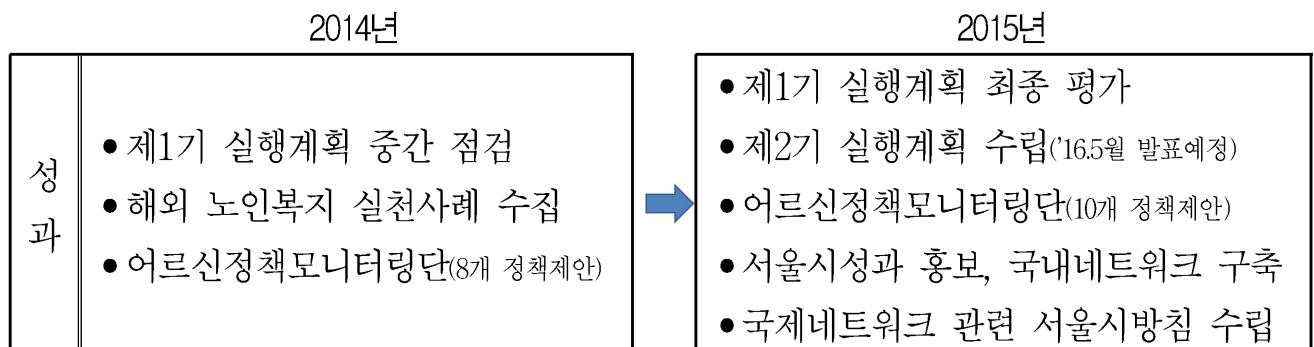 2014년
성과
● 제1기 실행계획 중간 점검
● 해외 노인복지 실천사례 수집
● 어르신정책모니터링단(8개 정책제안)
2015년
● 제1기 실행계획 최종 평가
● 제2기 실행계획 수립('16.5월 발표예정)
● 어르신정책모니터링단(10개 정책제안)
● 서울시성과 홍보, 국내네트워크 구축
● 국제네트워크 관련 서울시방침 수립